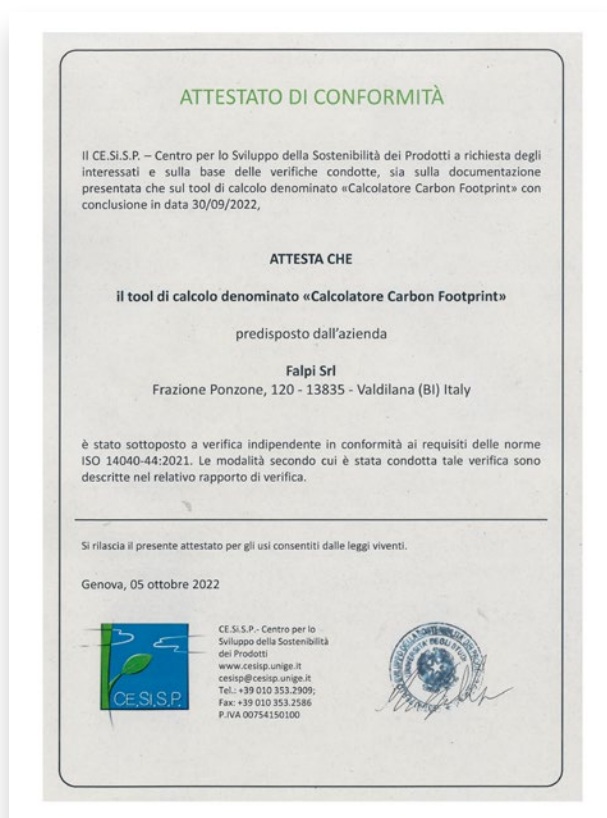 ATTESTATO DI CONFORMITÀ
Il CE.Si.S.P. – Centro per lo Sviluppo della Sostenibilità dei Prodotti a richiesta degli
interessati e sulla base delle verifiche condotte, sia sulla documentazione
presentata che sul tool di calcolo denominato «Calcolatore Carbon Footprint» con
conclusione in data 30/09/2022,
ATTESTA CHE
il tool di calcolo denominato «Calcolatore Carbon Footprint»
predisposto dall'azienda
Falpi Srl
Frazione Ponzone, 120 - 13835 - Valdilana (BI) Italy
è stato sottoposto a verifica indipendente in conformità ai requisiti delle norme
ISO 14040-44:2021. Le modalità secondo cui è stata condotta tale verifica sono
descritte nel relativo rapporto di verifica.
Si rilascia il presente attestato per gli usi consentiti dalle leggi viventi.
Genova, 05 ottobre 2022
CE.Si.S.P.
CE.Si.S.P.- Centro per lo
Sviluppo della Sostenibilità
dei Prodotti
www.cesisp.unige.it
cesisp@cesisp.unige.it
Tel.: +39 010 353.2909;
Fax: +39 010 353.2586
P.IVA 00754150100